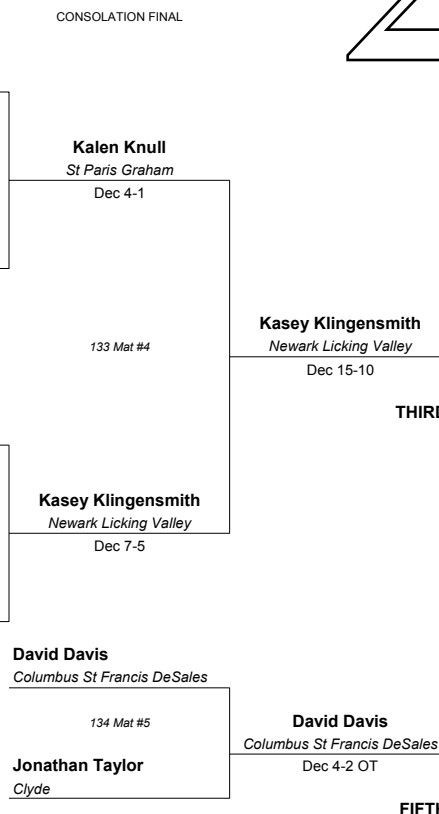 CONSOLATION FINAL
Kalen Knull
St Paris Graham
Dec 4-1
133 Mat #4
Kasey Klingensmith
Newark Licking Valley
Dec 15-10
THIRD
Kasey Klingensmith
Newark Licking Valley
Dec 7-5
David Davis
Columbus St Francis DeSales
134 Mat #5
David Davis
Columbus St Francis DeSales
Dec 4-2 OT
Jonathan Taylor
Clyde
FIFTH